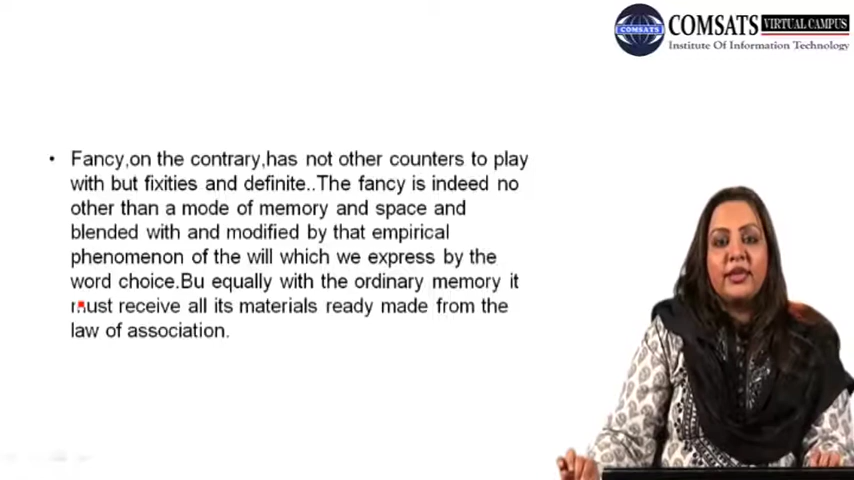 COMSATS
COMSATS VIRTUAL CAMPUS
Institute Of Information Technology
• Fancy,on the contrary,has not other counters to play
with but fixities and definite..The fancy is indeed no
other than a mode of memory and space and
blended with and modified by that empirical
phenomenon of the will which we express by the
word choice.Bu equally with the ordinary memory it
must receive all its materials ready made from the
law of association.